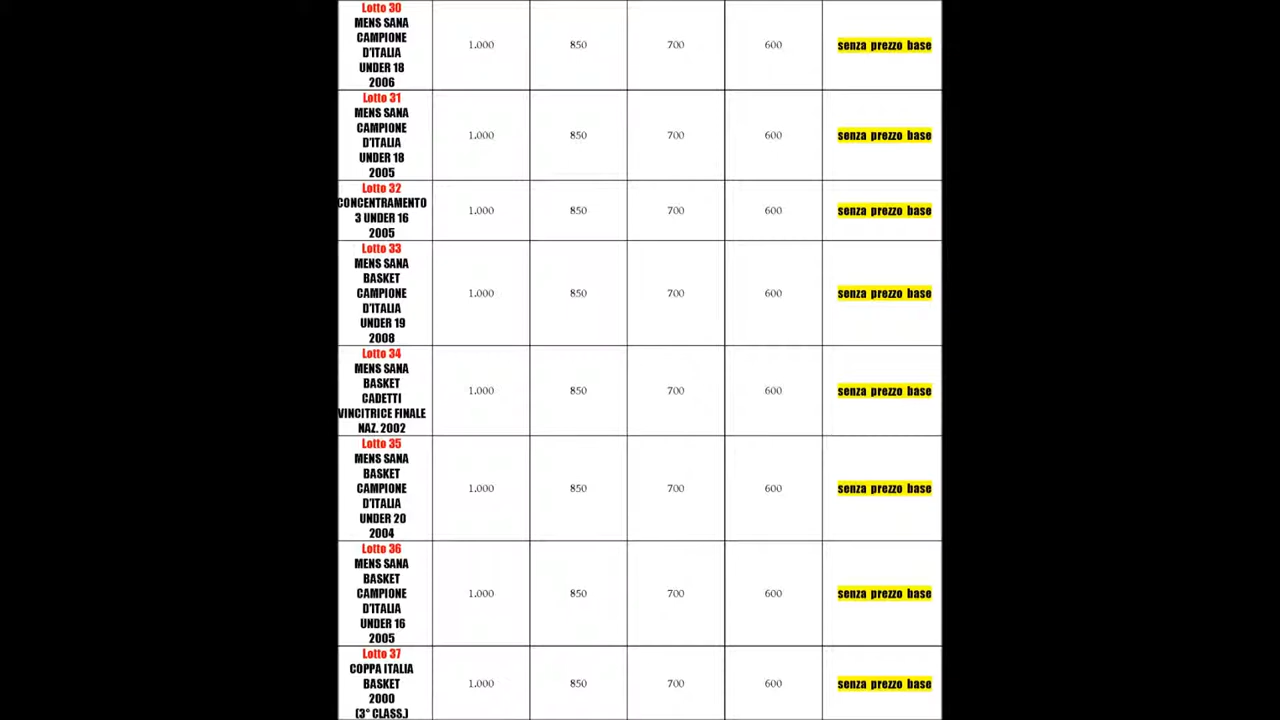 Lotto 30
MENS SANA
CAMPIONE
D'ITALIA
UNDER 18
2006
1.000
850
700
600
senza prezzo base
Lotto 31
MENS SANA
CAMPIONE
D'ITALIA
UNDER 18
2005
1.000
850
700
600
senza prezzo base
Lotto 32
CONCENTRAMENTO
3 UNDER 16
2005
1.000
850
700
600
senza prezzo base
Lotto 33
MENS SANA
BASKET
CAMPIONE
D'ITALIA
UNDER 19
2008
1.000
850
700
600
senza prezzo base
Lotto 34
MENS SANA
BASKET
CADETTI
VINCITRICE FINALE
NAZ. 2002
1.000
850
700
600
senza prezzo base
Lotto 35
MENS SANA
BASKET
CAMPIONE
D'ITALIA
UNDER 20
2004
1.000
850
700
600
senza prezzo base
Lotto 36
MENS SANA
BASKET
CAMPIONE
D'ITALIA
UNDER 16
2005
1.000
850
700
600
senza prezzo base
Lotto 37
COPPA ITALIA
BASKET
2000
(3° CLASS.)
1.000
850
700
600
senza prezzo base